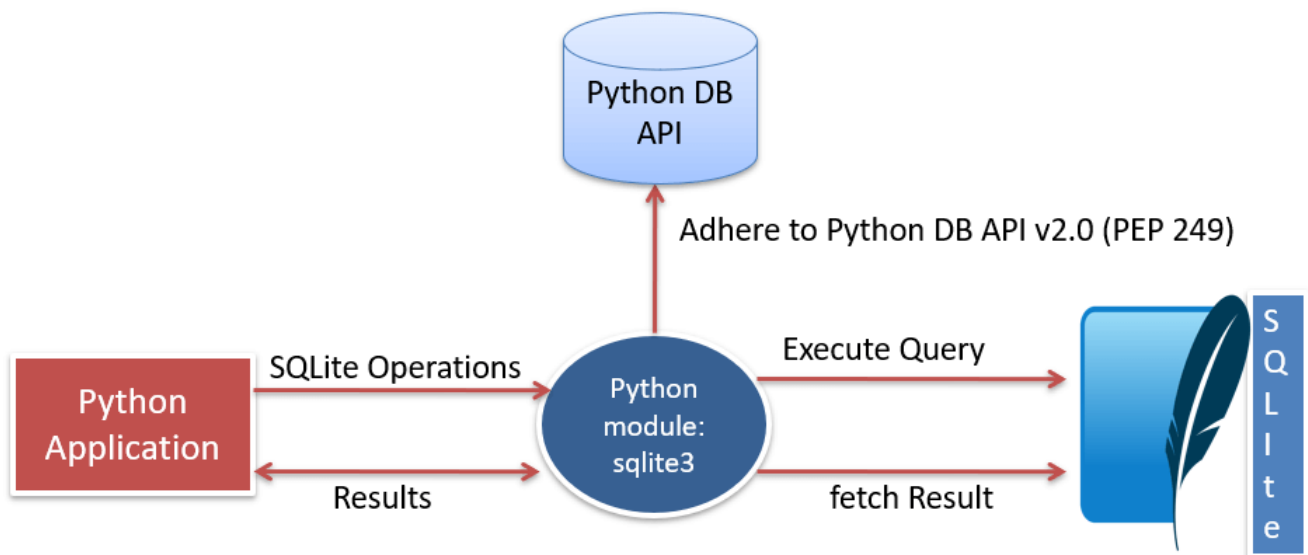 Python DB
API
Adhere to Python DB API v2.0 (PEP 249)
Python
Application
SQLite Operations
Results
Python
module:
sqlite3
Execute Query
fetch Result
S
Q
L
I
t
e